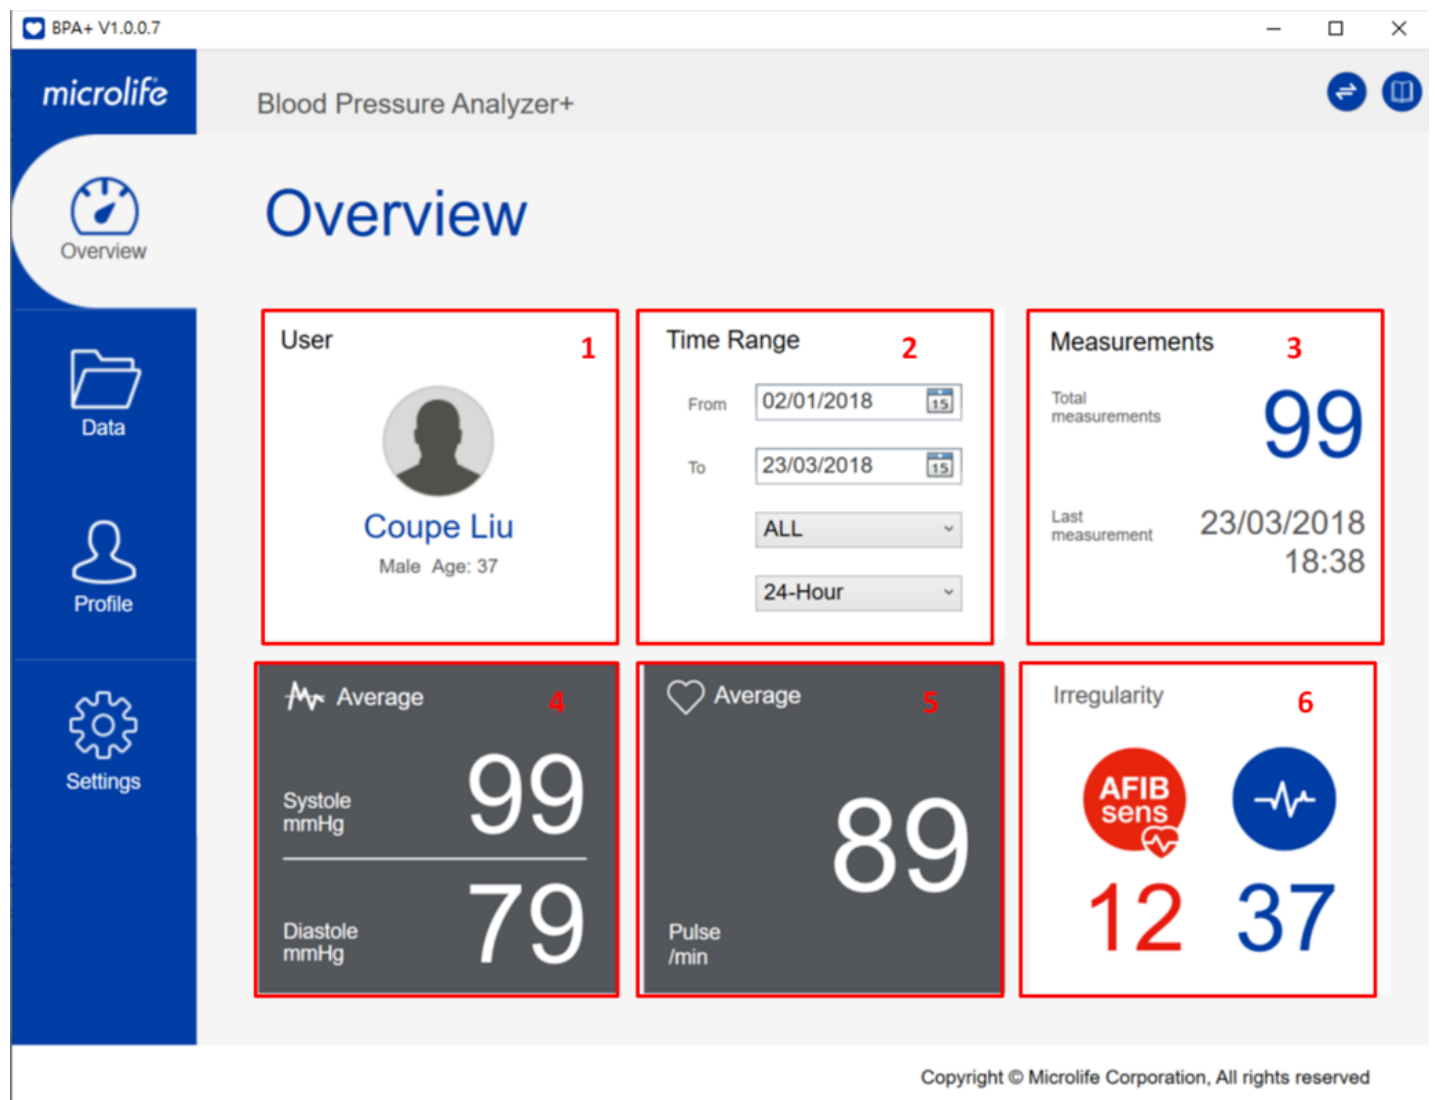 BPA+ V1.0.0.7
microlife
Blood Pressure Analyzer+
Overview
Overview
Data
Profile
Settings
User
1
Coupe Liu
Male Age: 37
Time Range
2
From 02/01/2018 15
To 23/03/2018 15
ALL
24-Hour
Measurements
3
Total
measurements
99
Last
measurement
23/03/2018
18:38
Average
4
Systole
mmHg
99
Diastole
mmHg
79
Average
5
89
Pulse
/min
Irregularity
6
AFIB
sens
12 37
Copyright © Microlife Corporation, All rights reserved